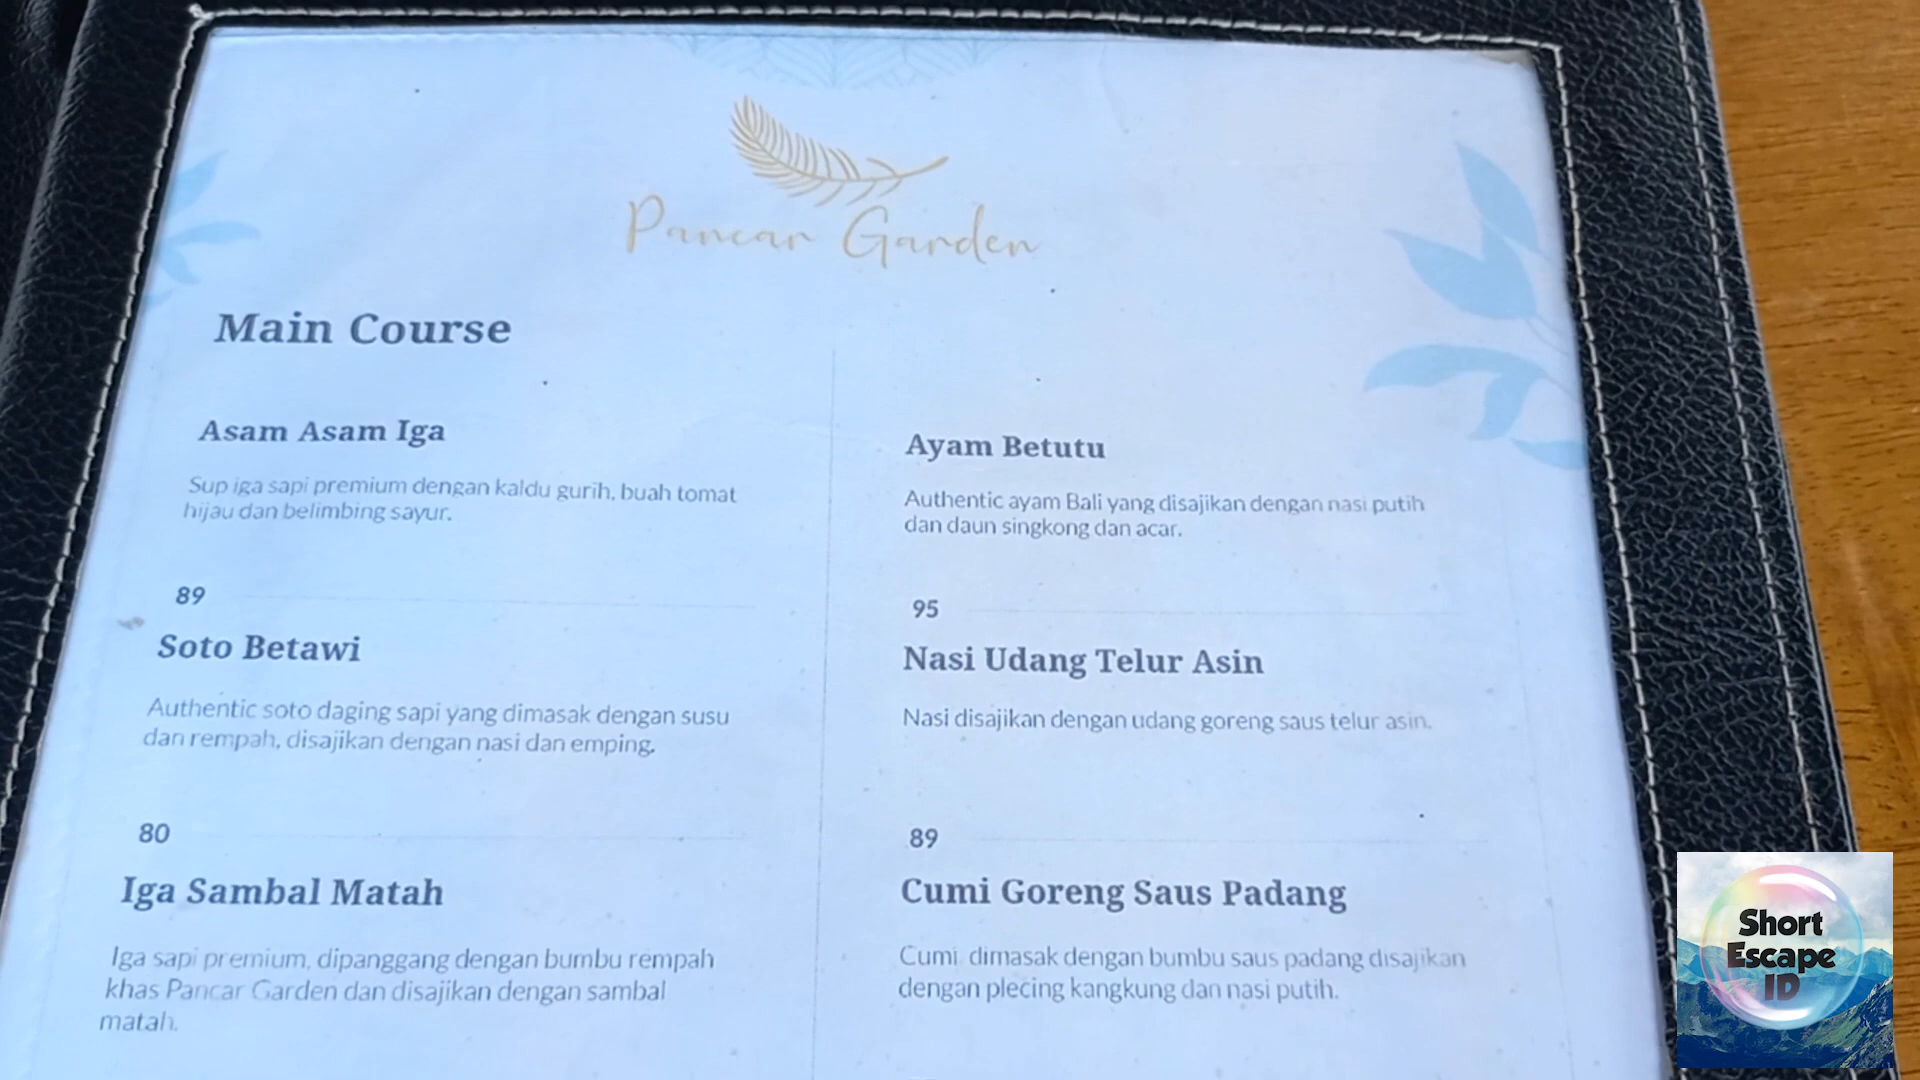 Pancar Garden
Main Course
Asam Asam Iga
Sup iga sapi premium dengan kaldu gurih, buah tomat
hijau dan belimbing sayur.
89
Soto Betawi
Authentic soto daging sapi yang dimasak dengan susu
dan rempah, disajikan dengan nasi dan emping.
80
Iga Sambal Matah
Iga sapi premium, dipanggang dengan bumbu rempah
khas Pancar Garden dan disajikan dengan sambal
matah.
Ayam Betutu
Authentic ayam Bali yang disajikan dengan nasi putih
dan daun singkong dan acar.
95
Nasi Udang Telur Asin
Nasi disajikan dengan udang goreng saus telur asin.
89
Cumi Goreng Saus Padang
Cumi dimasak dengan bumbu saus padang disajikan
dengan plecing kangkung dan nasi putih.
Short
Escape
ID